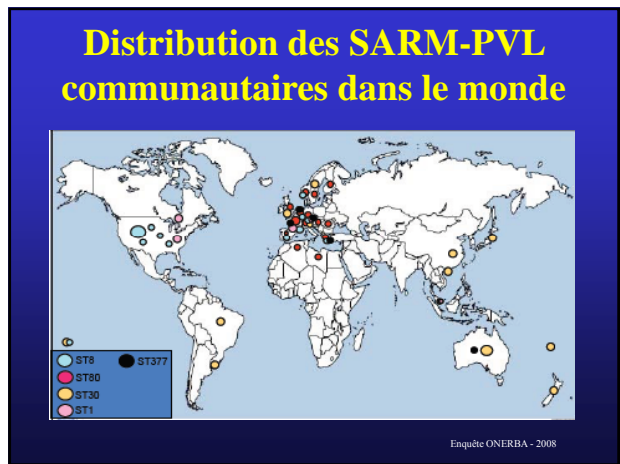 Distribution des SARM-PVL
communautaires dans le monde
ST8
ST377
ST80
ST30
ST1
Enquête ONERBA - 2008